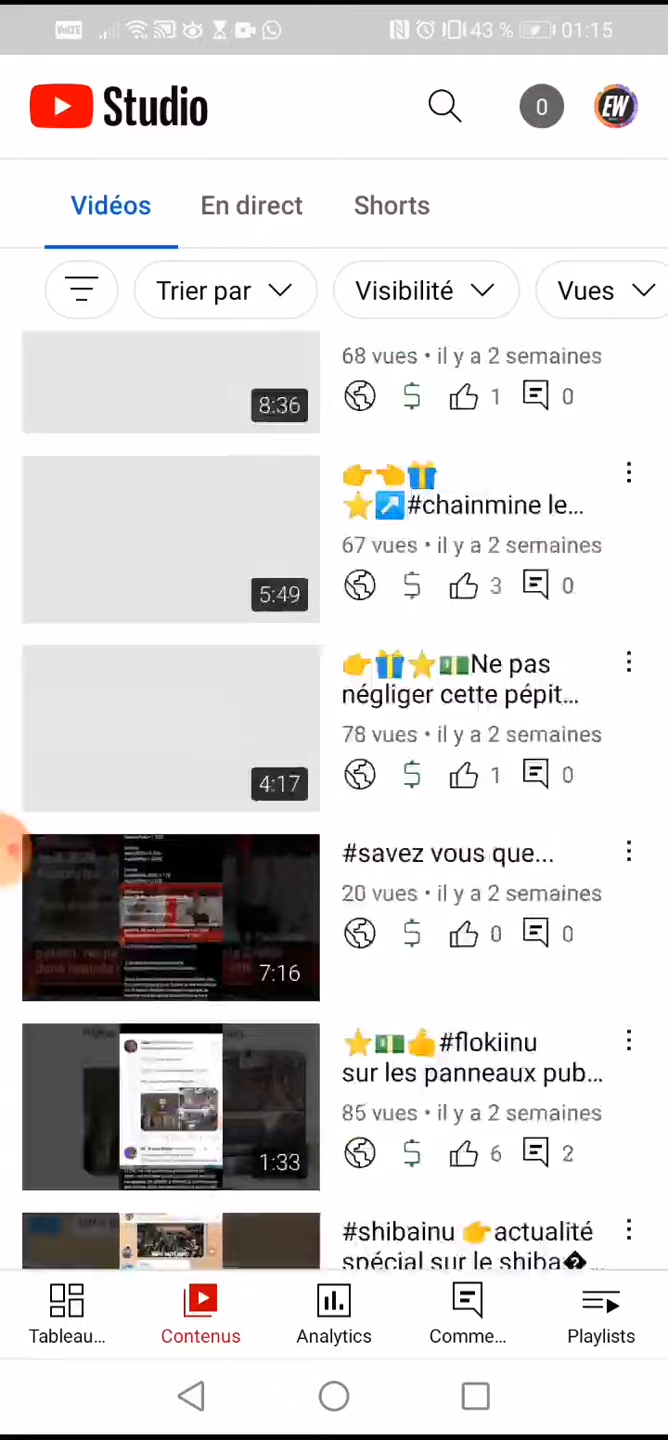 VoLTE 43 % 01:15
Studio
0
EW
Vidéos En direct Shorts
Trier par Visibilité Vues
68 vues • il y a 2 semaines
8:36
1 0
👉👈🎁
⭐↗️#chainmine le...
67 vues • il y a 2 semaines
5:49
3 0
👉🎁⭐💵Ne pas
négliger cette pépit...
78 vues • il y a 2 semaines
4:17
1 0
#savez vous que...
20 vues • il y a 2 semaines
0 0
7:16
⭐💵👍#flokiinu
sur les panneaux pub...
85 vues • il y a 2 semaines
6 2
1:33
#shibainu 👉actualité
spécial sur le shiba�...
Tableau... Contenus Analytics Comme... Playlists